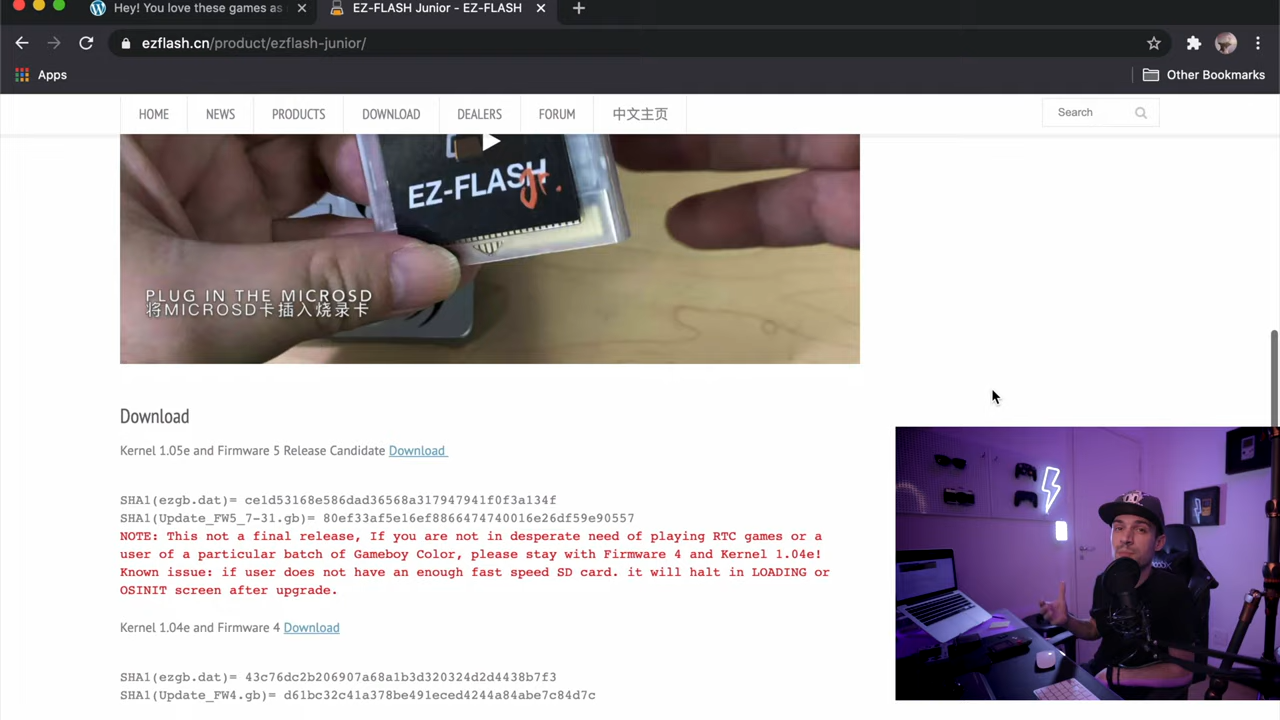 Hey! You love these games as
EZ-FLASH Junior - EZ-FLASH
ezflash.cn/product/ezflash-junior/
Apps
Other Bookmarks
HOME
NEWS
PRODUCTS
DOWNLOAD
DEALERS
FORUM
中文主页
Search
EZ-FLASH Jr.
PLUG IN THE MICROSD
将MICROSD卡插入烧录卡
Download
Kernel 1.05e and Firmware 5 Release Candidate Download
SHA1(ezgb.dat)= ce1d53168e586dad36568a317947941f0f3a134f
SHA1(Update_FW5_7-31.gb)= 80ef33af5e16ef8866474740016e26df59e90557
NOTE: This not a final release, If you are not in desperate need of playing RTC games or a
user of a particular batch of Gameboy Color, please stay with Firmware 4 and Kernel 1.04e!
Known issue: if user does not have an enough fast speed SD card. it will halt in LOADING or
OSINIT screen after upgrade.
Kernel 1.04e and Firmware 4 Download
SHA1(ezgb.dat)= 43c76dc2b206907a68a1b3d320324d2d4438b7f3
SHA1(Update_FW4.gb)= d61bc32c41a378be491eced4244a84abe7c84d7c